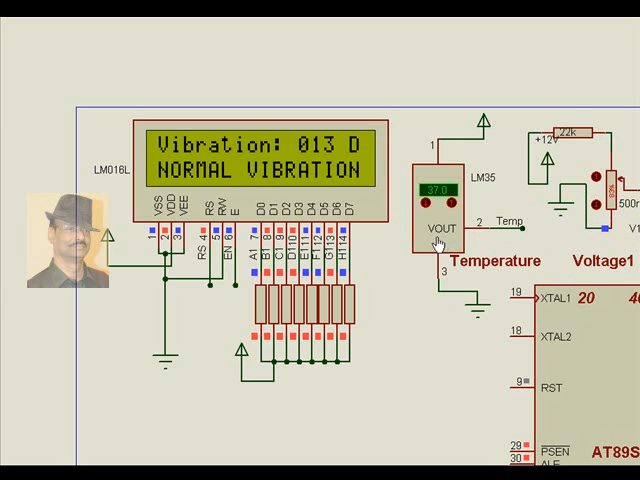 Vibration: 013 D
NORMAL VIBRATION
LM016L
VSS
VDD
VEE
RS
RW
E
D0
D1
D2
D3
D4
D5
D6
D7
1
2
3
RS 4
5
EN 6
A1 7
B1 8
C1 9
D1 10
E1 11
F1 12
G1 13
H1 14
1
LM35
37.0
VOUT
2
Temp
3
Temperature
+12V
22k
83%
500r
V1
Voltage1
19
XTAL1
20
40
18
XTAL2
9
RST
29
PSEN
30
ALE
AT89S